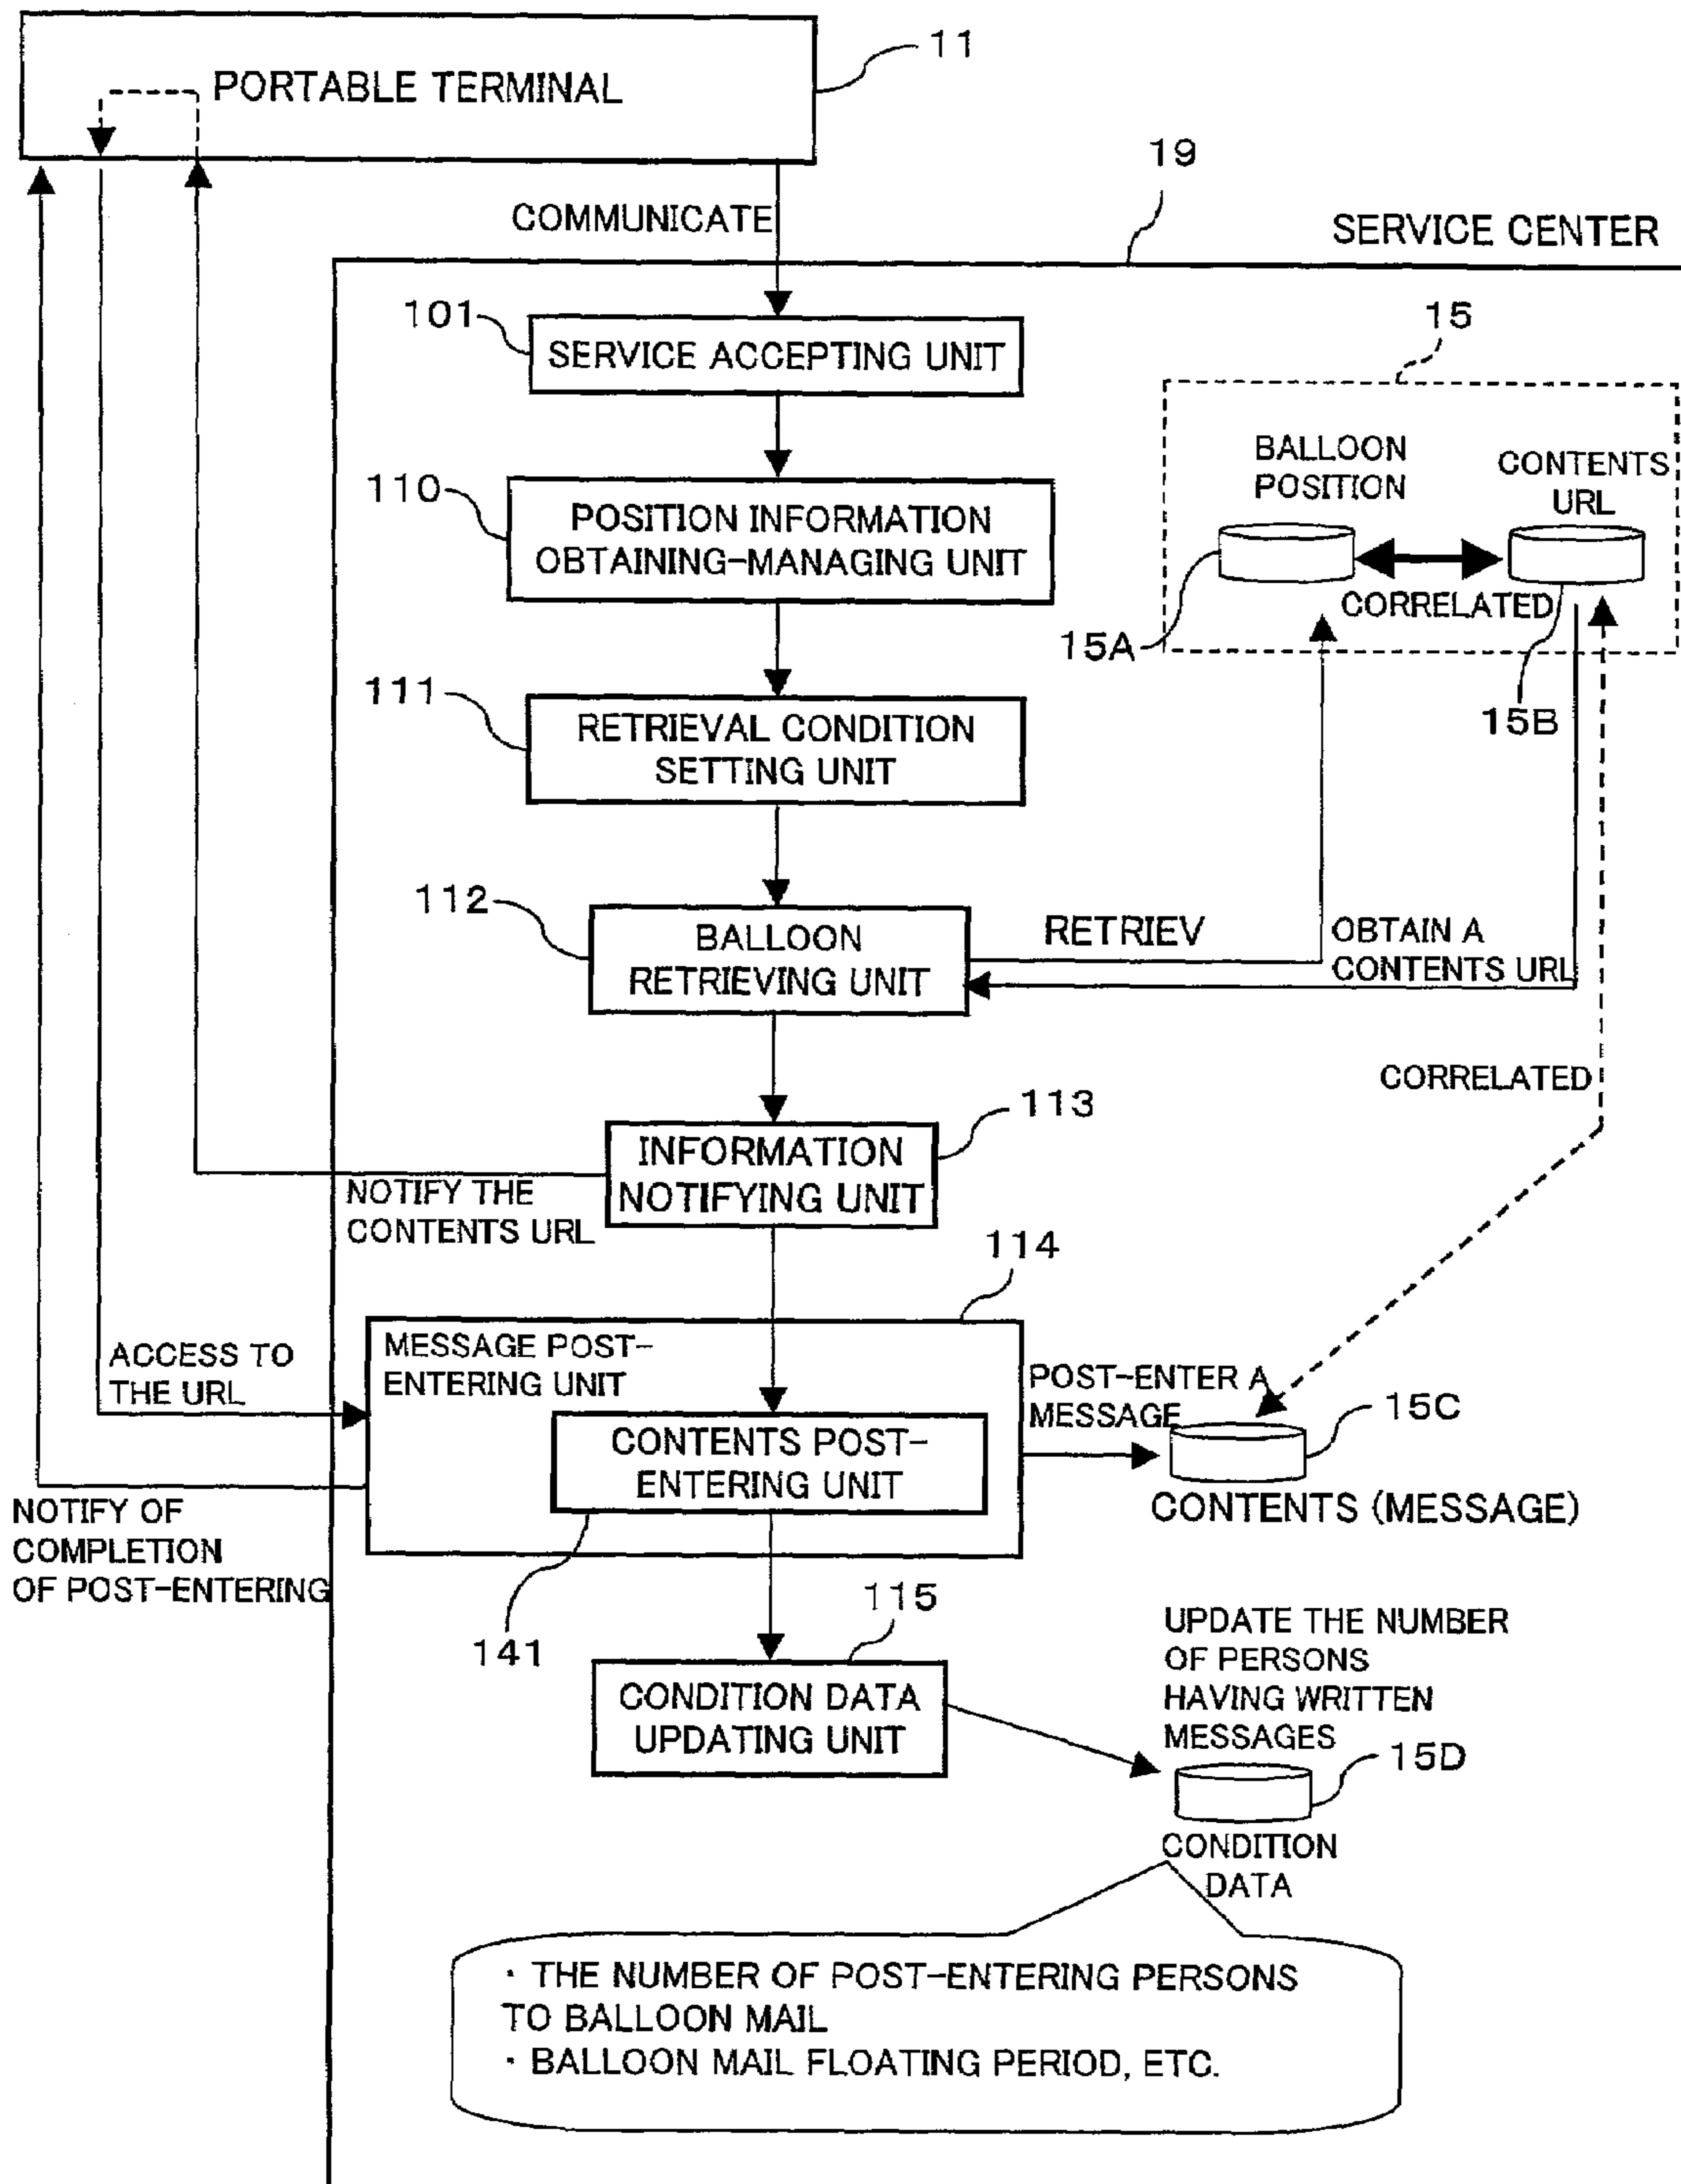 11
PORTABLE TERMINAL
19
COMMUNICATE
SERVICE CENTER
101
SERVICE ACCEPTING UNIT
15
BALLOON
POSITION
CONTENTS
URL
110
POSITION INFORMATION
OBTAINING-MANAGING UNIT
CORRELATED
15A
15B
111
RETRIEVAL CONDITION
SETTING UNIT
112
BALLOON
RETRIEVING UNIT
RETRIEV
OBTAIN A
CONTENTS URL
CORRELATED
113
INFORMATION
NOTIFYING UNIT
NOTIFY THE
CONTENTS URL
114
MESSAGE POST-
ENTERING UNIT
ACCESS TO
THE URL
POST-ENTER A
MESSAGE
15C
CONTENTS POST-
ENTERING UNIT
CONTENTS (MESSAGE)
NOTIFY OF
COMPLETION
OF POST-ENTERING
141
115
UPDATE THE NUMBER
OF PERSONS
HAVING WRITTEN
MESSAGES
CONDITION DATA
UPDATING UNIT
15D
CONDITION
DATA
・THE NUMBER OF POST-ENTERING PERSONS
TO BALLOON MAIL
・BALLOON MAIL FLOATING PERIOD, ETC.